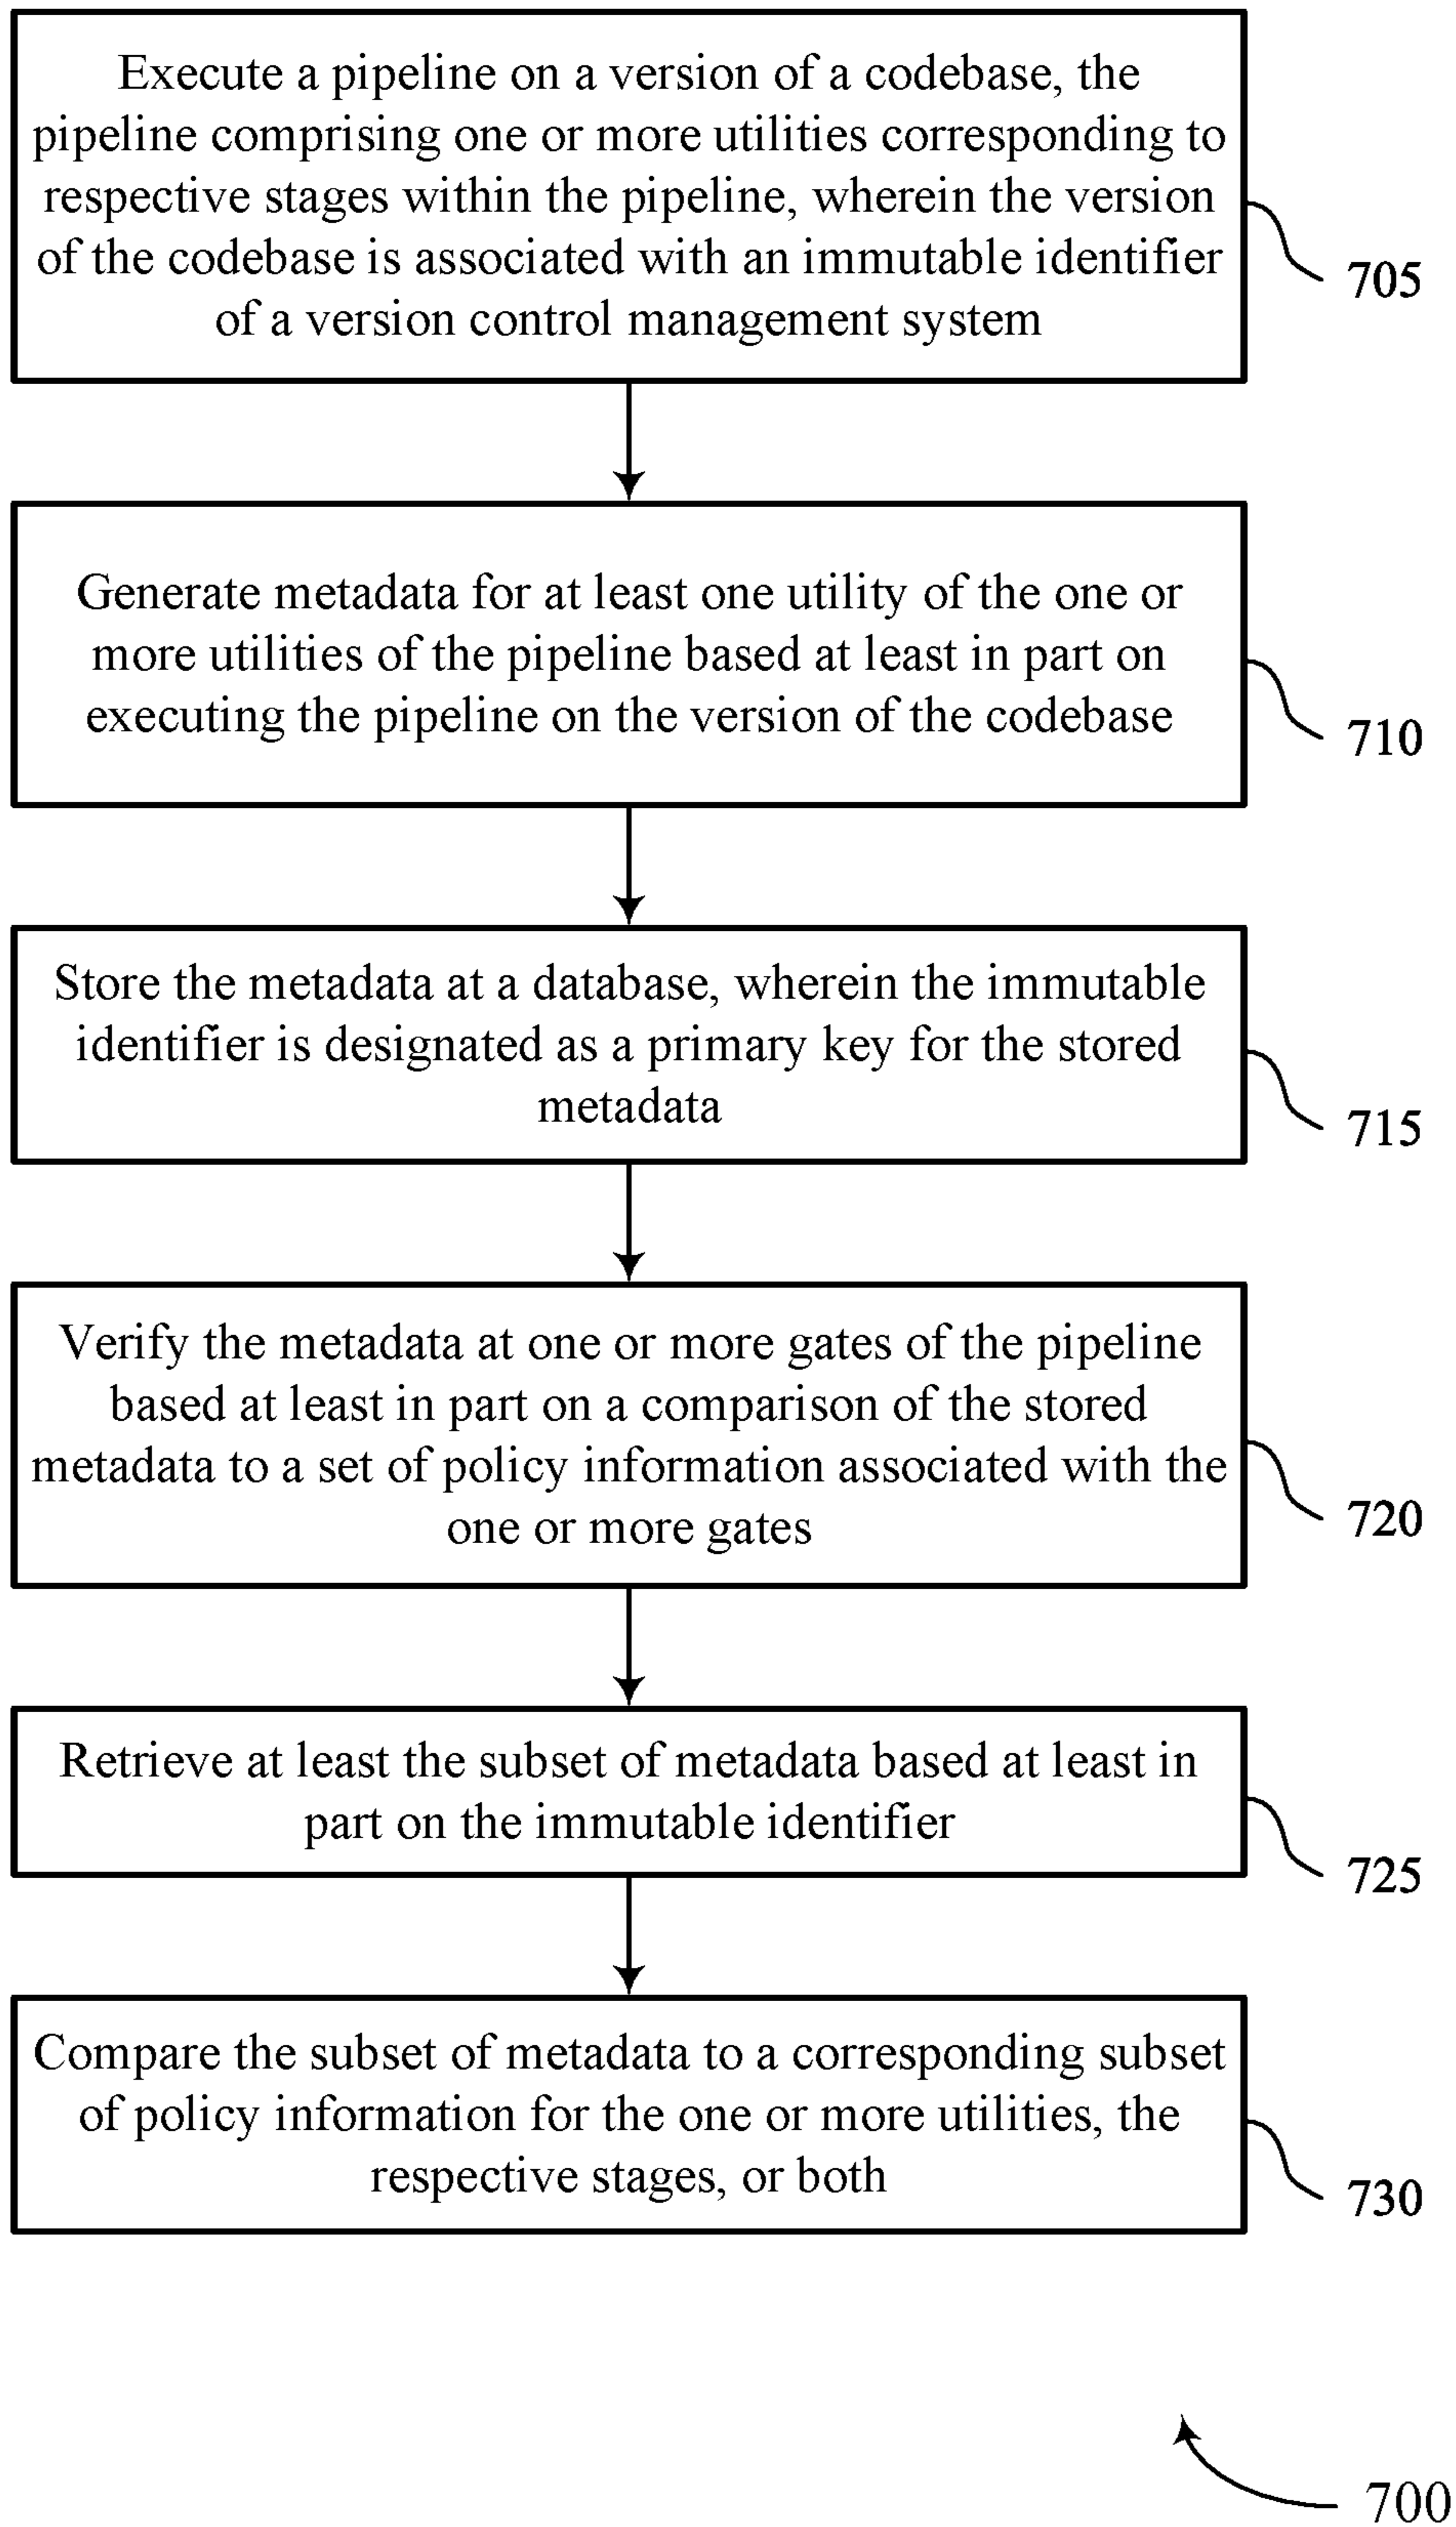 Execute a pipeline on a version of a codebase, the
pipeline comprising one or more utilities corresponding to
respective stages within the pipeline, wherein the version
of the codebase is associated with an immutable identifier
of a version control management system
705
Generate metadata for at least one utility of the one or
more utilities of the pipeline based at least in part on
executing the pipeline on the version of the codebase
710
Store the metadata at a database, wherein the immutable
identifier is designated as a primary key for the stored
metadata
715
Verify the metadata at one or more gates of the pipeline
based at least in part on a comparison of the stored
metadata to a set of policy information associated with the
one or more gates
720
Retrieve at least the subset of metadata based at least in
part on the immutable identifier
725
Compare the subset of metadata to a corresponding subset
of policy information for the one or more utilities, the
respective stages, or both
730
700